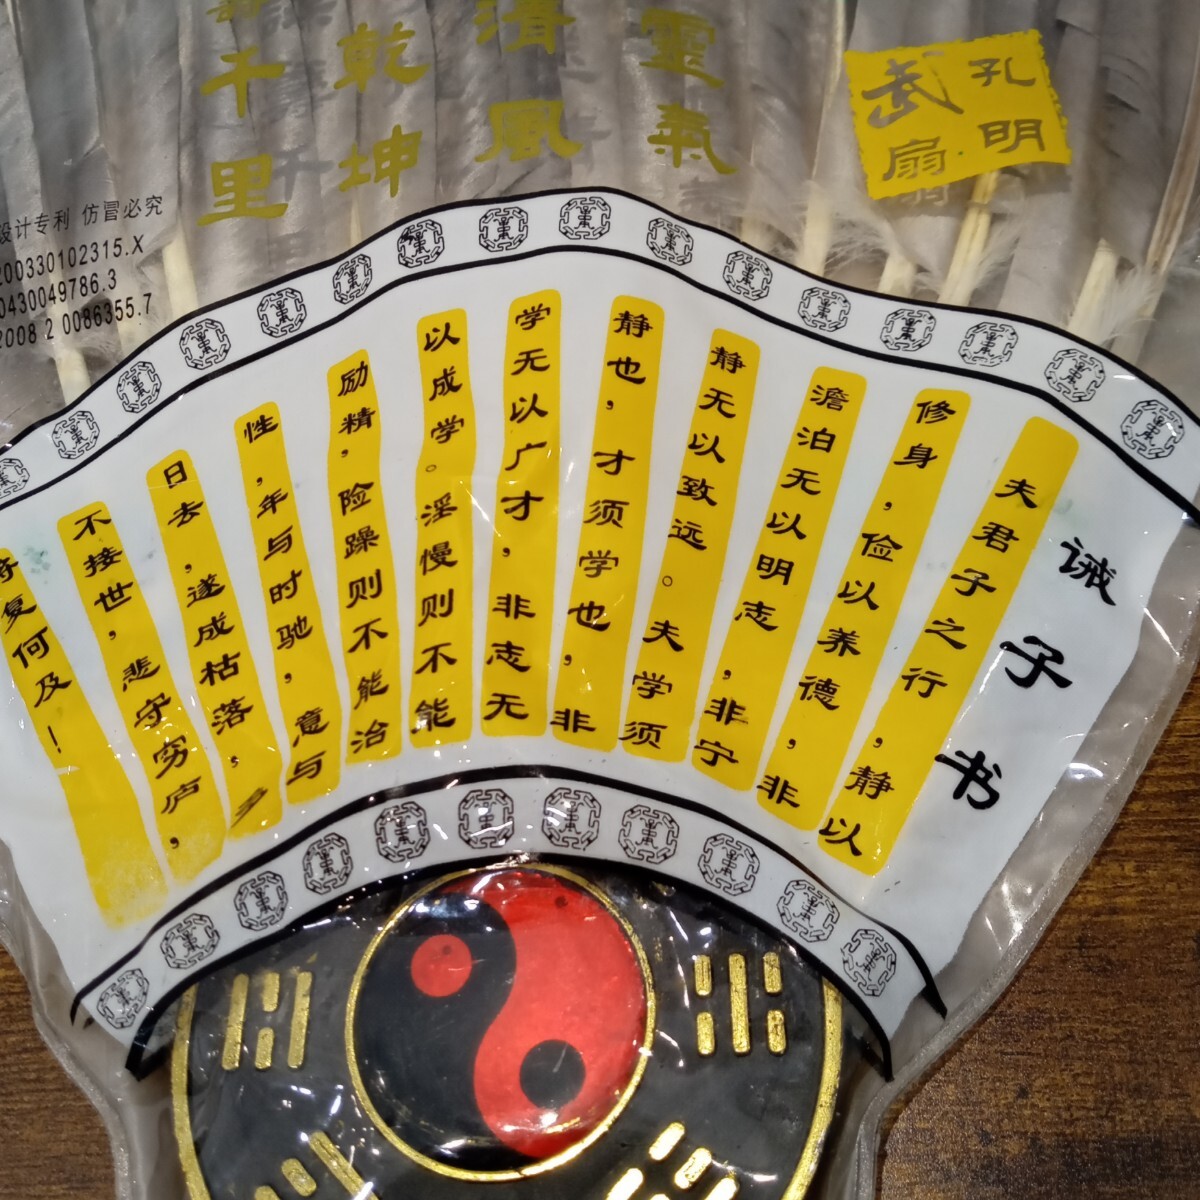 靈氣
清風
乾坤
千里
孔明
武扇
设计专利 仿冒必究
200330102315.X
0430049786.3
2008 2 0086355.7
诫子书
夫君子之行，静以
修身，俭以养德，非
澹泊无以明志，非宁
静无以致远。夫学须
静也，才须学也，非
学无以广才，非志无
以成学。淫慢则不能
励精，险躁则不能治
性，年与时驰，意与
日去，遂成枯落，多
不接世，悲守穷庐，
将复何及！